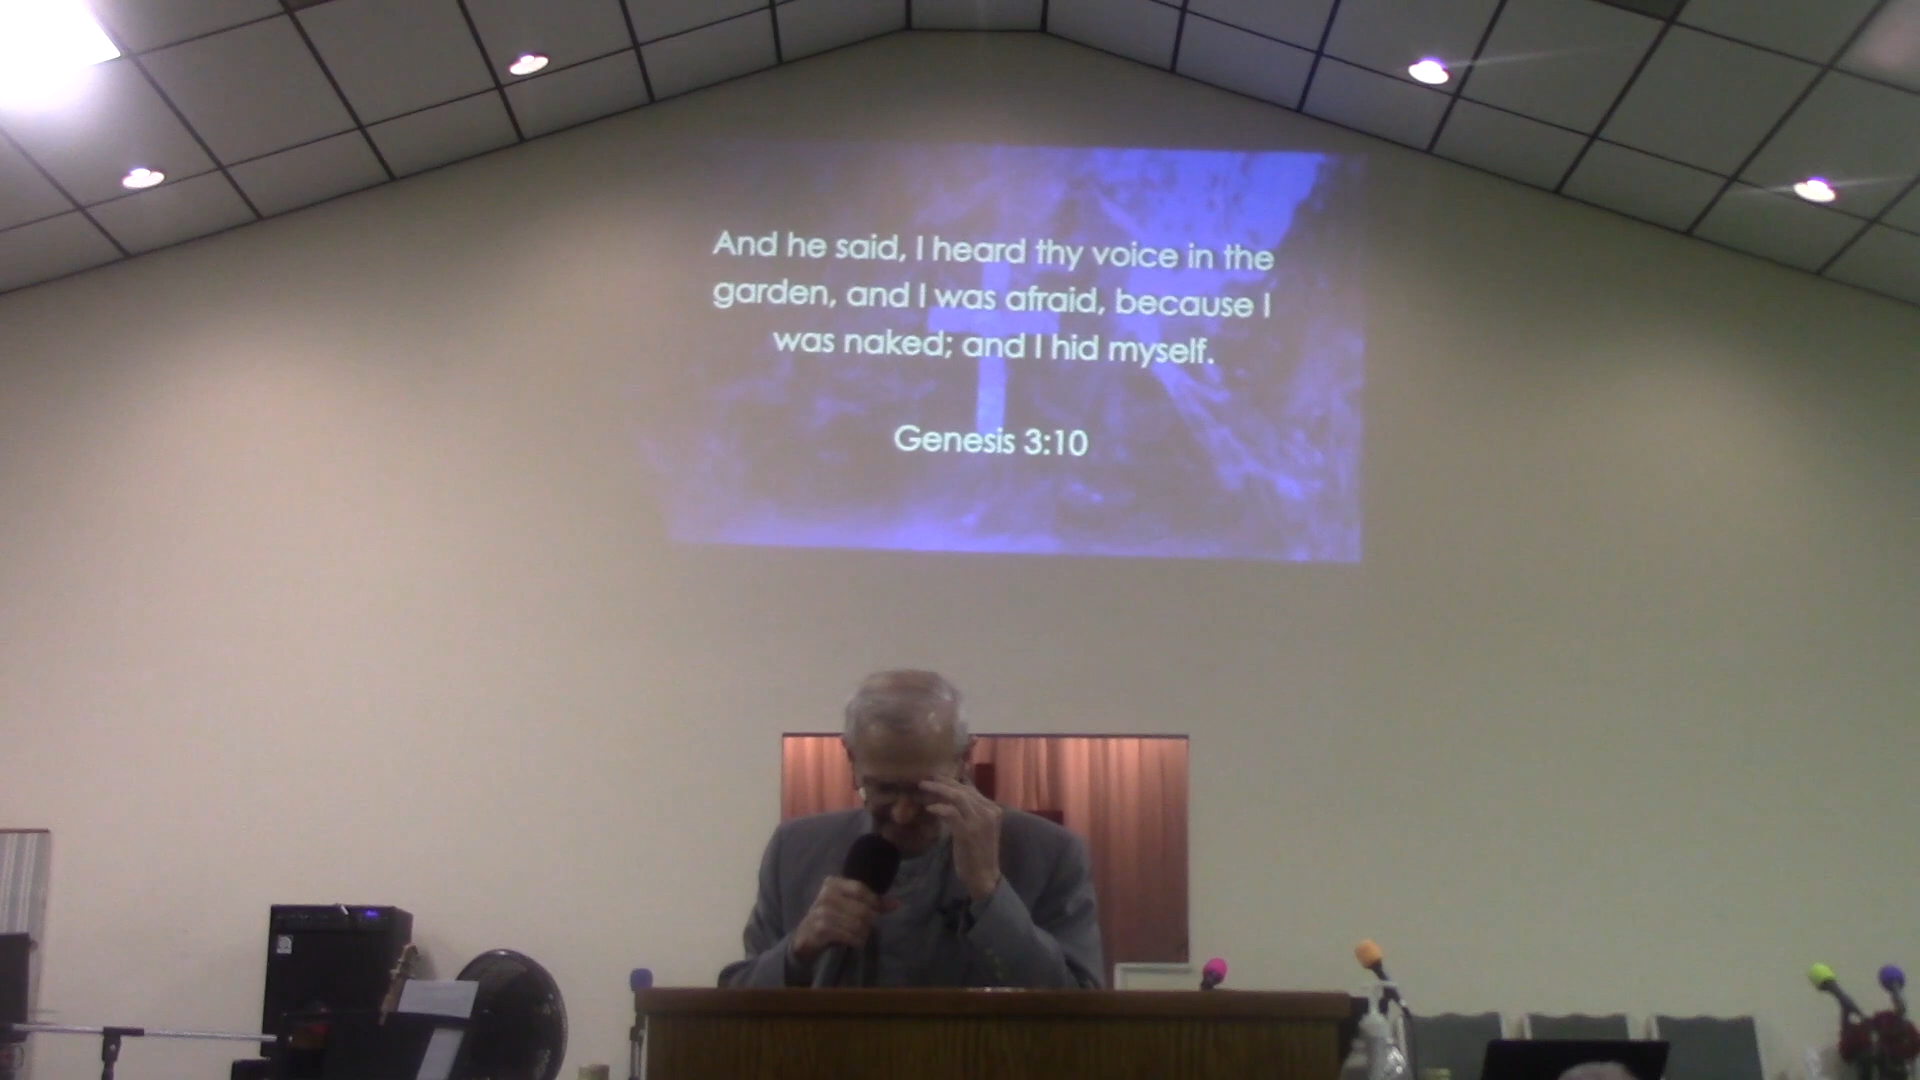 And he said, I heard thy voice in the
garden, and I was afraid, because I
was naked; and I hid myself.
Genesis 3:10